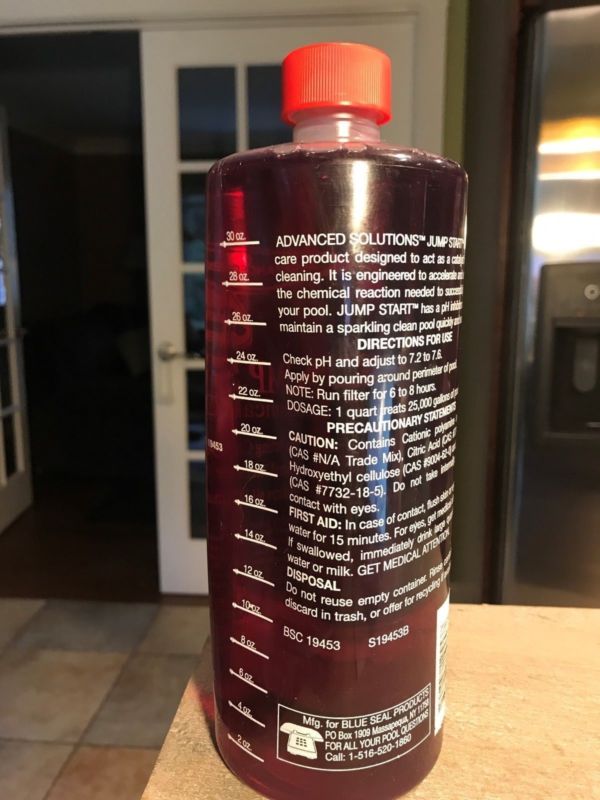 ADVANCED SOLUTIONS™ JUMP START™
care product designed to act as a
cleaning. It is engineered to accelerate
the chemical reaction needed to
your pool. JUMP START™ has a pH
maintain a sparkling clean pool quickly
DIRECTIONS FOR USE
Check pH and adjust to 7.2 to 7.6.
Apply by pouring around perimeter of
NOTE: Run filter for 6 to 8 hours.
DOSAGE: 1 quart treats 25,000 gallons of
PRECAUTIONARY STATEMENTS
CAUTION: Contains Cationic
(CAS #N/A Trade Mix), Citric Acid (CAS
Hydroxyethyl cellulose (CAS #9004-62-0)
(CAS #7732-18-5). Do not take
contact with eyes.
FIRST AID: In case of contact, flush
water for 15 minutes. For eyes, get
If swallowed, immediately drink large
water or milk. GET MEDICAL ATTENTION.
DISPOSAL
Do not reuse empty container. Rinse
discard in trash, or offer for recycling
BSC 19453 S19453B
Mfg. for BLUE SEAL PRODUCTS
PO Box 1909 Massapequa, NY 11758
FOR ALL YOUR POOL QUESTIONS
Call: 1-516-520-1860
30 oz.
28 oz.
26 oz.
24 oz.
22 oz.
20 oz.
18 oz.
16 oz.
14 oz.
12 oz.
10 oz.
8 oz.
6 oz.
4 oz.
2 oz.
19453